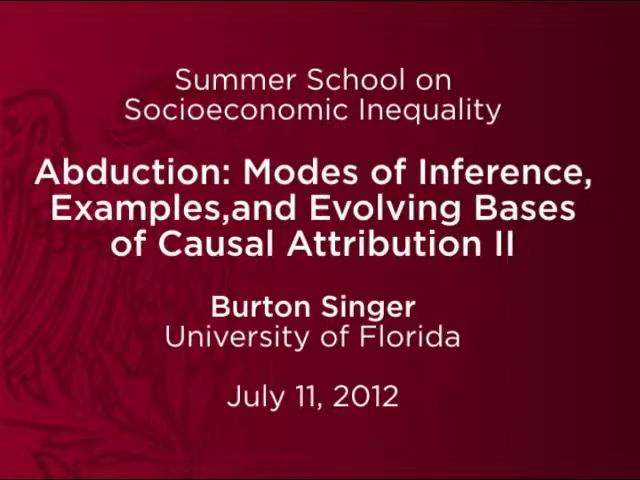 Summer School on
Socioeconomic Inequality
Abduction: Modes of Inference,
Examples,and Evolving Bases
of Causal Attribution II
Burton Singer
University of Florida
July 11, 2012